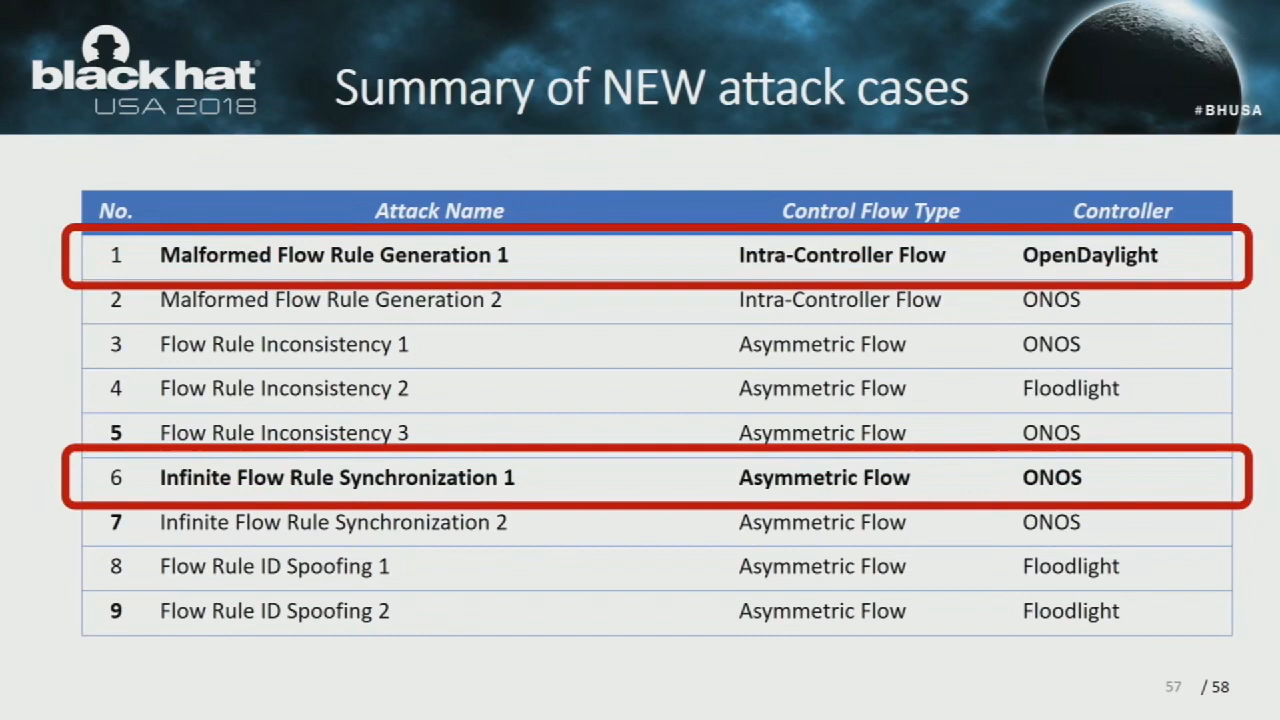 black hat
USA 2018
Summary of NEW attack cases
#BHUSA
No. Attack Name Control Flow Type Controller
1 Malformed Flow Rule Generation 1 Intra-Controller Flow OpenDaylight
2 Malformed Flow Rule Generation 2 Intra-Controller Flow ONOS
3 Flow Rule Inconsistency 1 Asymmetric Flow ONOS
4 Flow Rule Inconsistency 2 Asymmetric Flow Floodlight
5 Flow Rule Inconsistency 3 Asymmetric Flow ONOS
6 Infinite Flow Rule Synchronization 1 Asymmetric Flow ONOS
7 Infinite Flow Rule Synchronization 2 Asymmetric Flow ONOS
8 Flow Rule ID Spoofing 1 Asymmetric Flow Floodlight
9 Flow Rule ID Spoofing 2 Asymmetric Flow Floodlight
57 / 58